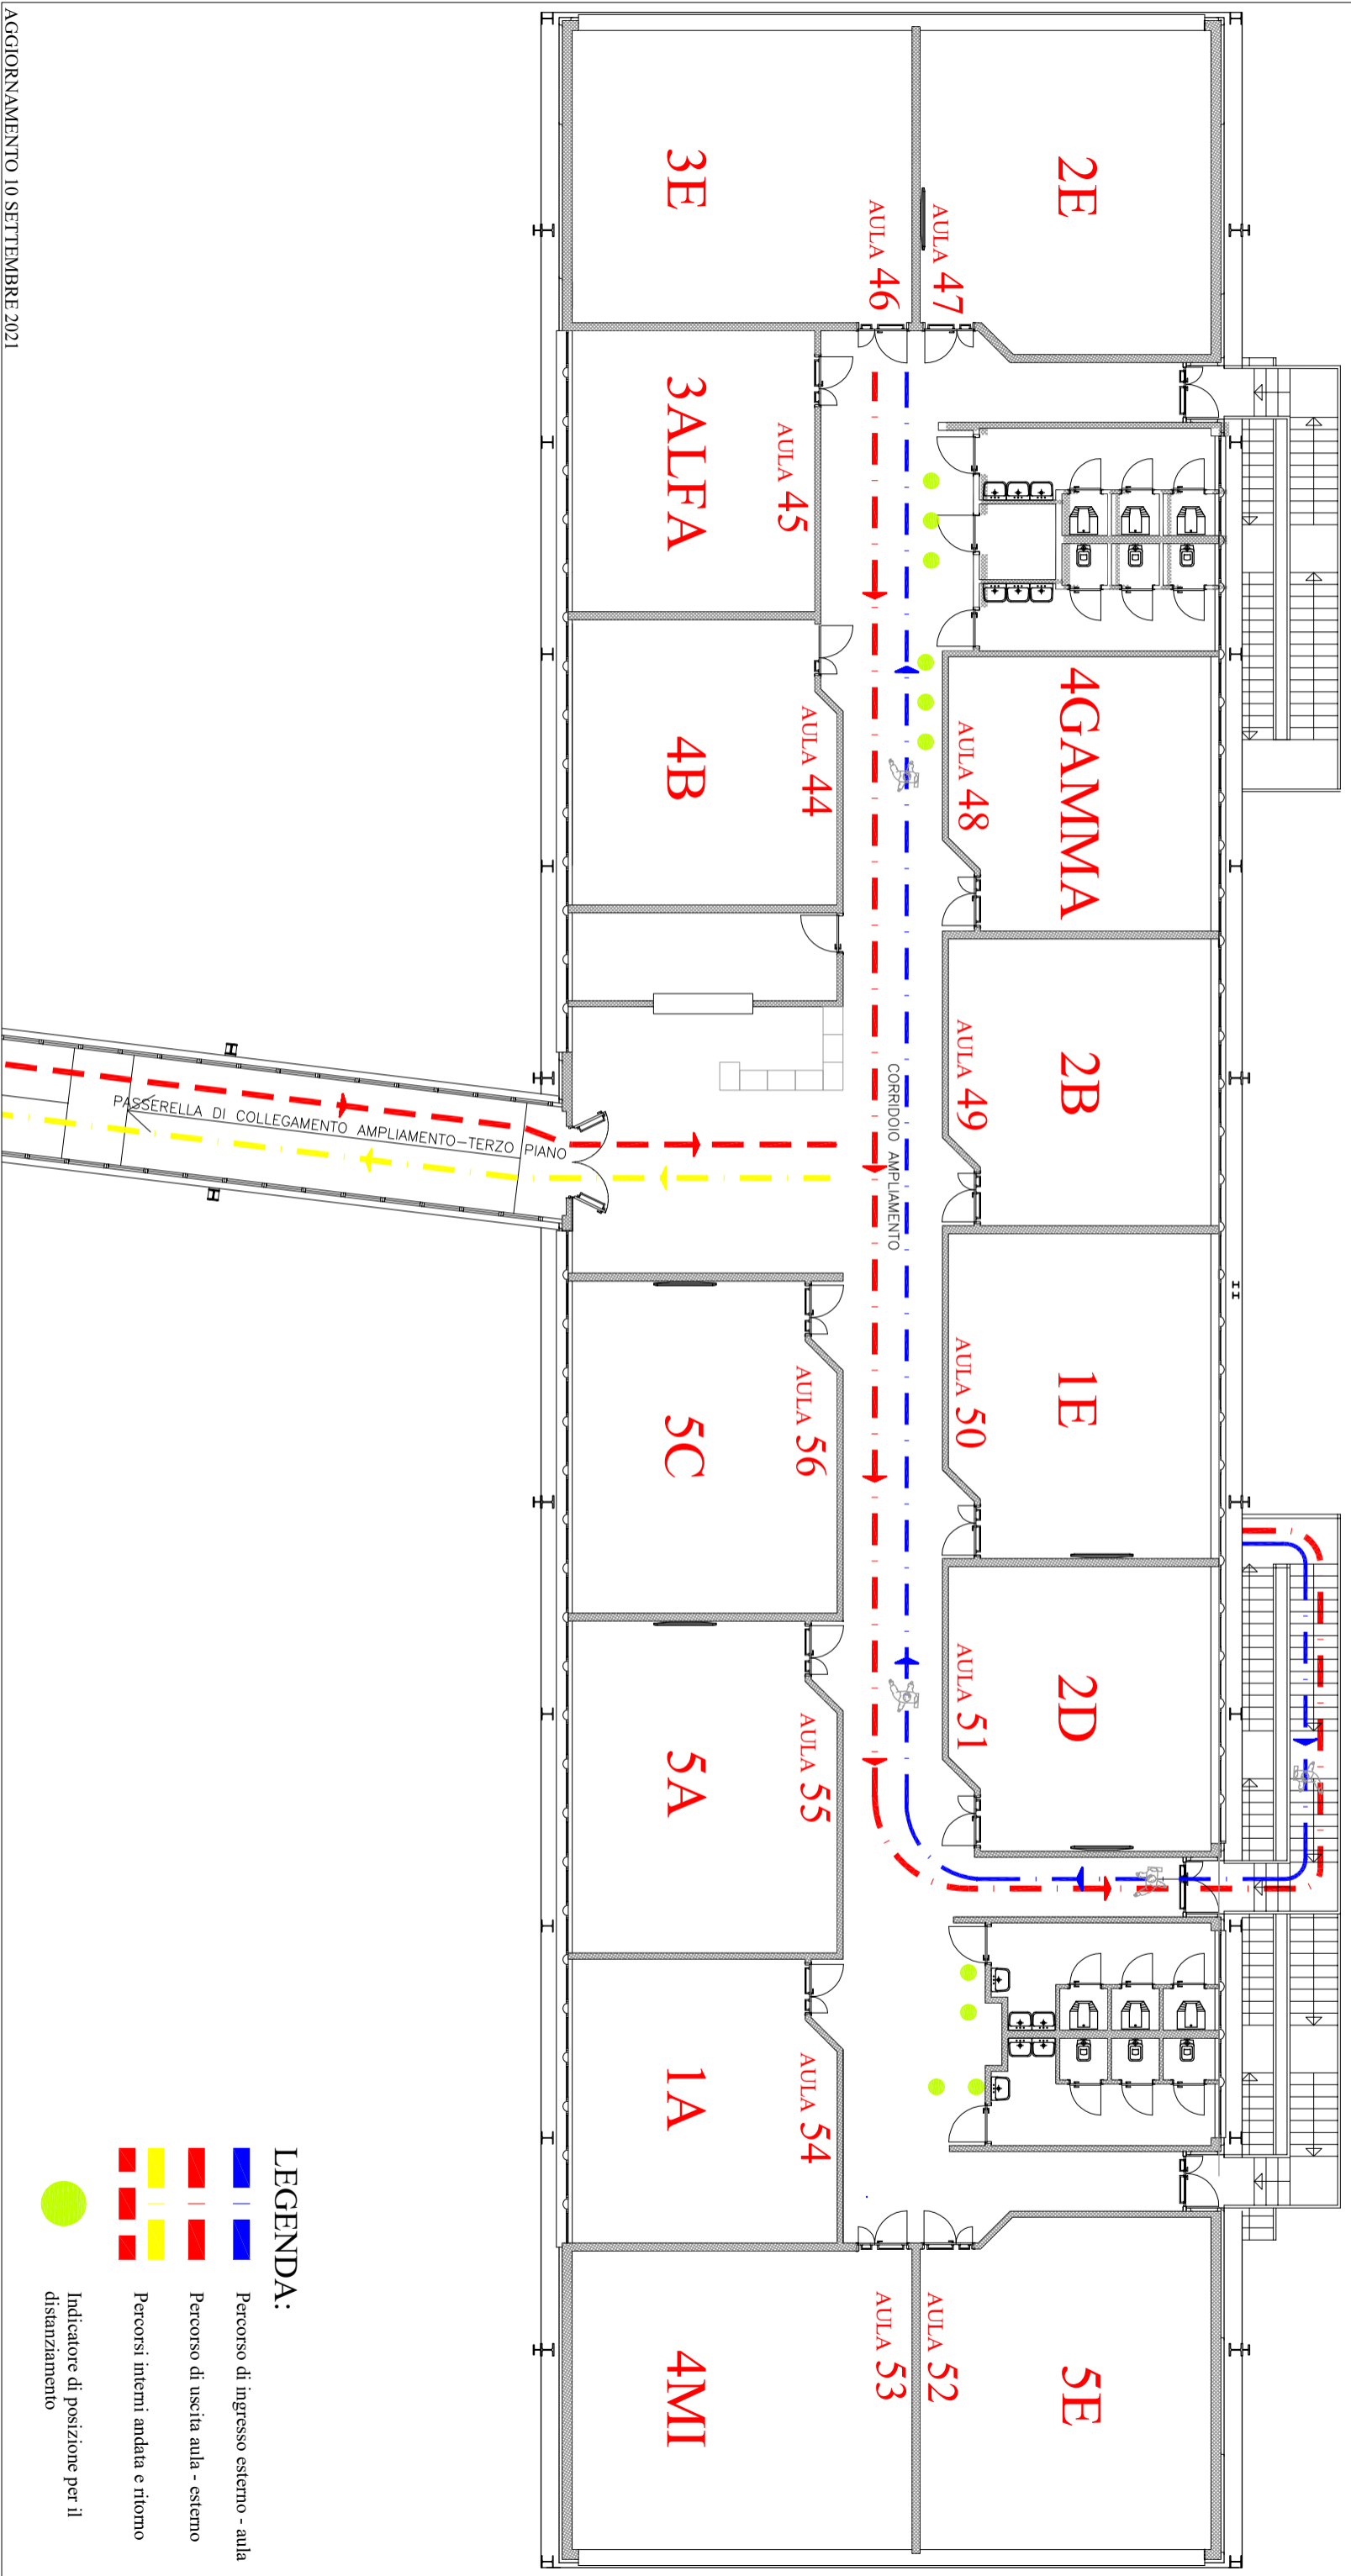 2E
AULA 47
3E
AULA 46
3ALFA
AULA 45
4GAMMA
AULA 48
4B
AULA 44
2B
AULA 49
CORRIDOIO AMPLIAMENTO
PASSERELLA DI COLLEGAMENTO AMPLIAMENTO-TERZO PIANO
1E
AULA 50
5C
AULA 56
2D
AULA 51
5A
AULA 55
1A
AULA 54
5E
AULA 52
4MI
AULA 53
LEGENDA:
Percorso di ingresso esterno - aula
Percorso di uscita aula - esterno
Percorsi interni andata e ritorno
Indicatore di posizione per il
distanziamento
AGGIORNAMENTO 10 SETTEMBRE 2021